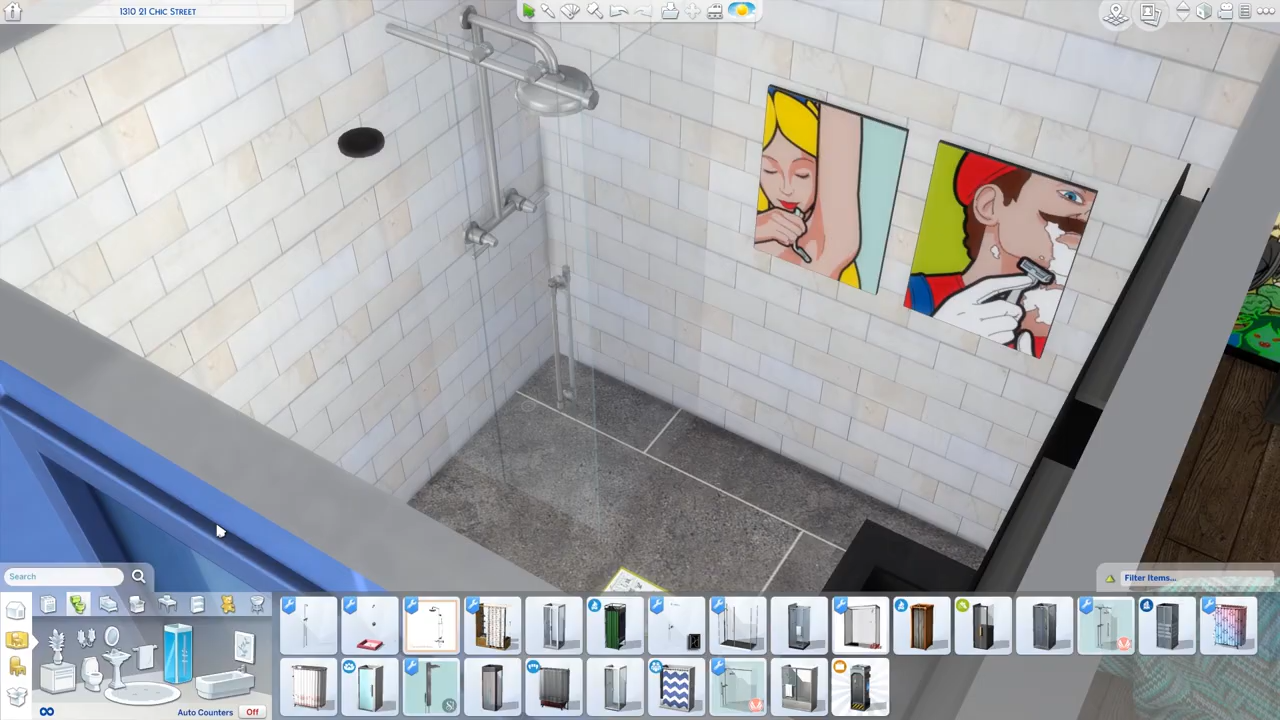 1310 21 Chic Street
Search
Filter Items...
Auto Counters Off